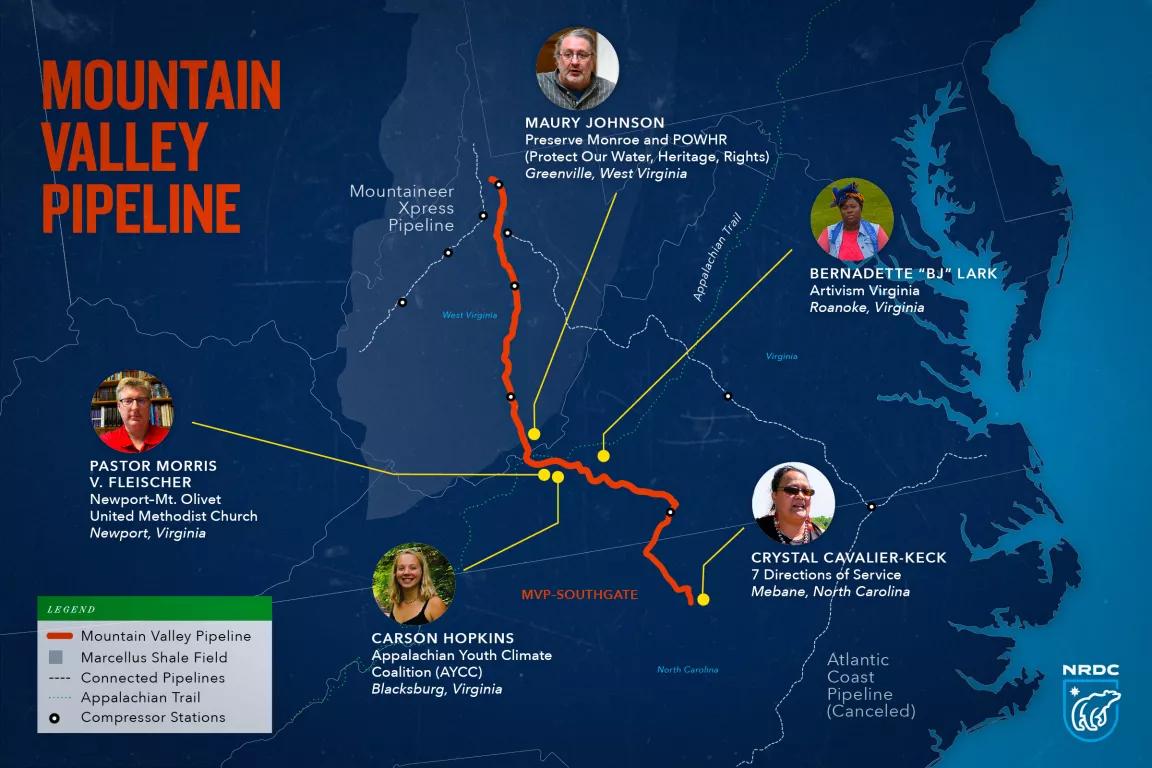 MOUNTAIN
VALLEY
PIPELINE
MAURY JOHNSON
Preserve Monroe and POWHR
(Protect Our Water, Heritage, Rights)
Greenville, West Virginia
Mountaineer
Xpress
Pipeline
Appalachian Trail
BERNADETTE “BJ” LARK
Artivism Virginia
Roanoke, Virginia
West Virginia
Virginia
PASTOR MORRIS
V. FLEISCHER
Newport–Mt. Olivet
United Methodist Church
Newport, Virginia
CRYSTAL CAVALIER-KECK
7 Directions of Service
Mebane, North Carolina
MVP-SOUTHGATE
CARSON HOPKINS
Appalachian Youth Climate
Coalition (AYCC)
Blacksburg, Virginia
North Carolina
Atlantic
Coast
Pipeline
(Canceled)
LEGEND
Mountain Valley Pipeline
Marcellus Shale Field
Connected Pipelines
Appalachian Trail
Compressor Stations
NRDC